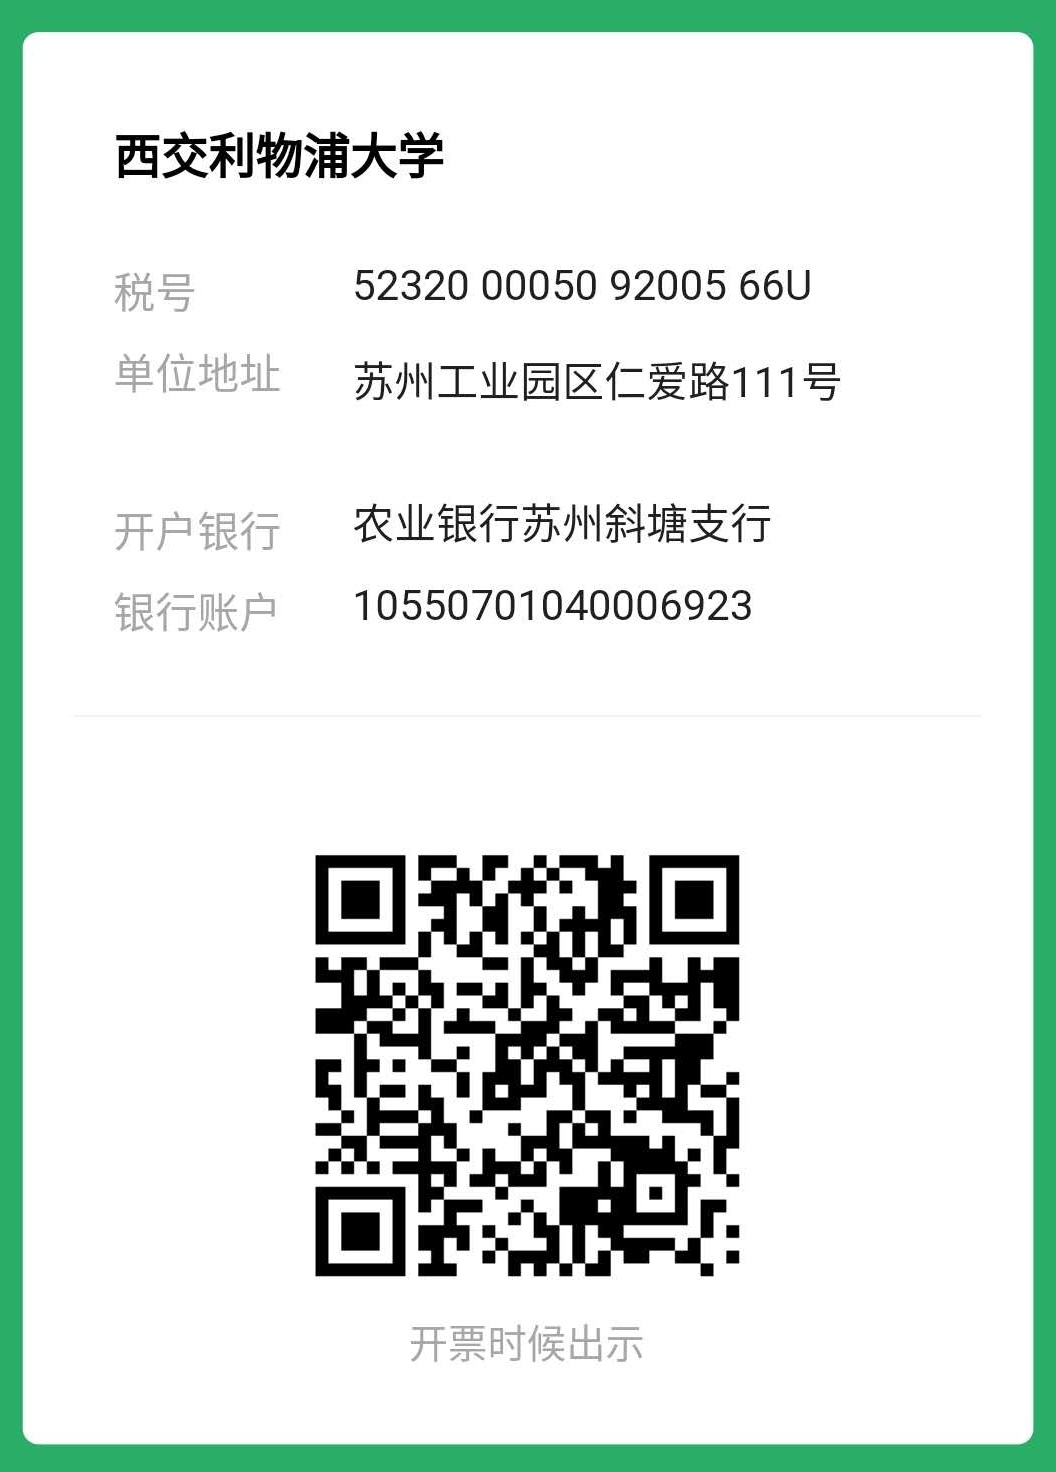 西交利物浦大学
税号 52320 00050 92005 66U
单位地址 苏州工业园区仁爱路111号
开户银行 农业银行苏州斜塘支行
银行账户 10550701040006923
开票时候出示